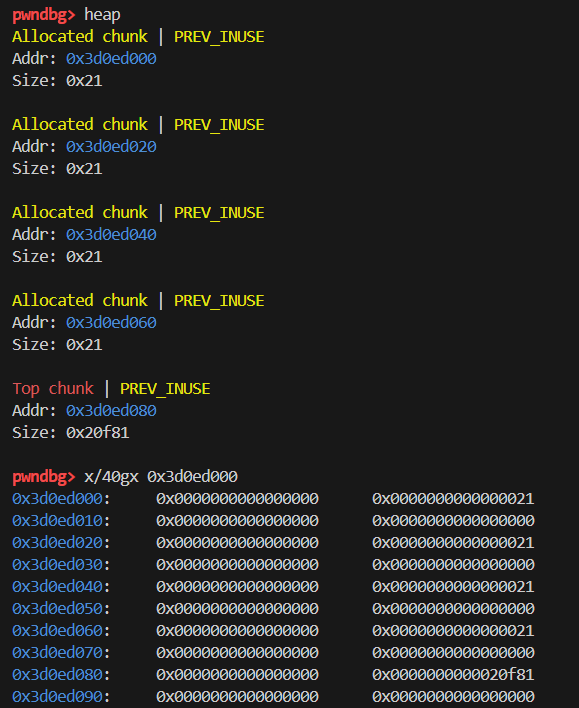 pwndbg> heap
Allocated chunk | PREV_INUSE
Addr: 0x3d0ed000
Size: 0x21
Allocated chunk | PREV_INUSE
Addr: 0x3d0ed020
Size: 0x21
Allocated chunk | PREV_INUSE
Addr: 0x3d0ed040
Size: 0x21
Allocated chunk | PREV_INUSE
Addr: 0x3d0ed060
Size: 0x21
Top chunk | PREV_INUSE
Addr: 0x3d0ed080
Size: 0x20f81
pwndbg> x/40gx 0x3d0ed000
0x3d0ed000: 0x0000000000000000 0x0000000000000021
0x3d0ed010: 0x0000000000000000 0x0000000000000000
0x3d0ed020: 0x0000000000000000 0x0000000000000021
0x3d0ed030: 0x0000000000000000 0x0000000000000000
0x3d0ed040: 0x0000000000000000 0x0000000000000021
0x3d0ed050: 0x0000000000000000 0x0000000000000000
0x3d0ed060: 0x0000000000000000 0x0000000000000021
0x3d0ed070: 0x0000000000000000 0x0000000000000000
0x3d0ed080: 0x0000000000000000 0x0000000000020f81
0x3d0ed090: 0x0000000000000000 0x0000000000000000